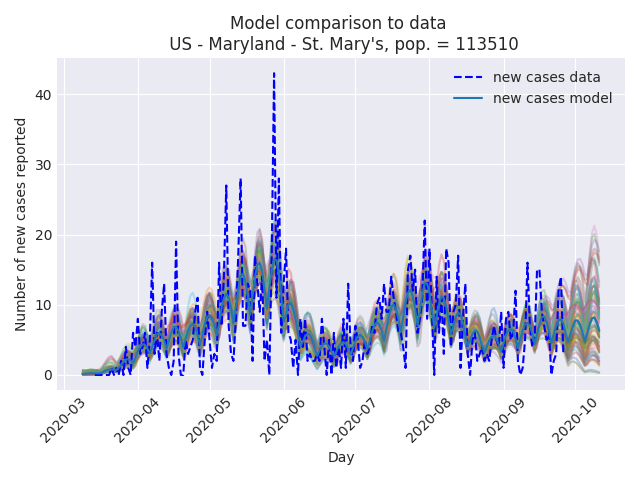 Model comparison to data
US - Maryland - St. Mary's, pop. = 113510
new cases data
new cases model
Number of new cases reported
40
30
20
10
0
2020-03
2020-04
2020-05
2020-06
2020-07
2020-08
2020-09
2020-10
Day